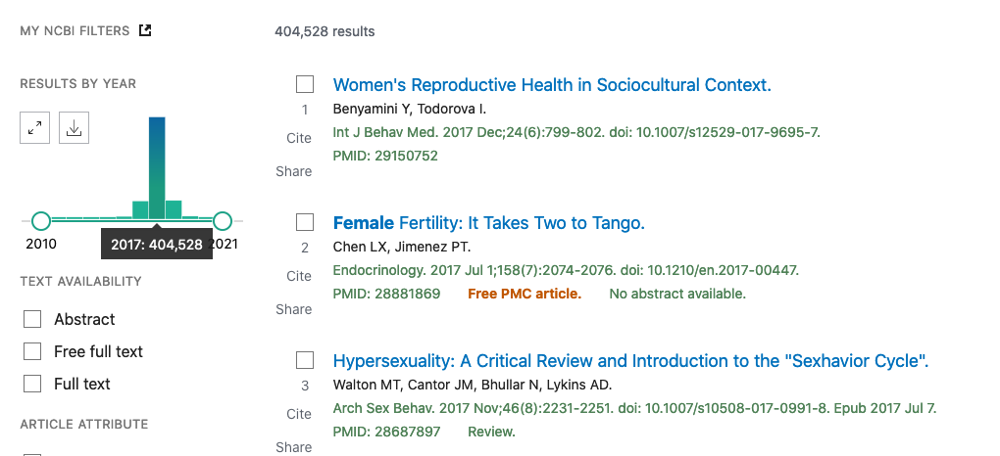 MY NCBI FILTERS
404,528 results
RESULTS BY YEAR
2010
2017: 404,528
2021
TEXT AVAILABILITY
Abstract
Free full text
Full text
ARTICLE ATTRIBUTE
Women's Reproductive Health in Sociocultural Context.
1
Benyamini Y, Todorova I.
Cite
Int J Behav Med. 2017 Dec;24(6):799-802. doi: 10.1007/s12529-017-9695-7.
PMID: 29150752
Share
Female Fertility: It Takes Two to Tango.
2
Chen LX, Jimenez PT.
Cite
Endocrinology. 2017 Jul 1;158(7):2074-2076. doi: 10.1210/en.2017-00447.
PMID: 28881869 Free PMC article. No abstract available.
Share
Hypersexuality: A Critical Review and Introduction to the "Sexhavior Cycle".
3
Walton MT, Cantor JM, Bhullar N, Lykins AD.
Cite
Arch Sex Behav. 2017 Nov;46(8):2231-2251. doi: 10.1007/s10508-017-0991-8. Epub 2017 Jul 7.
PMID: 28687897 Review.
Share